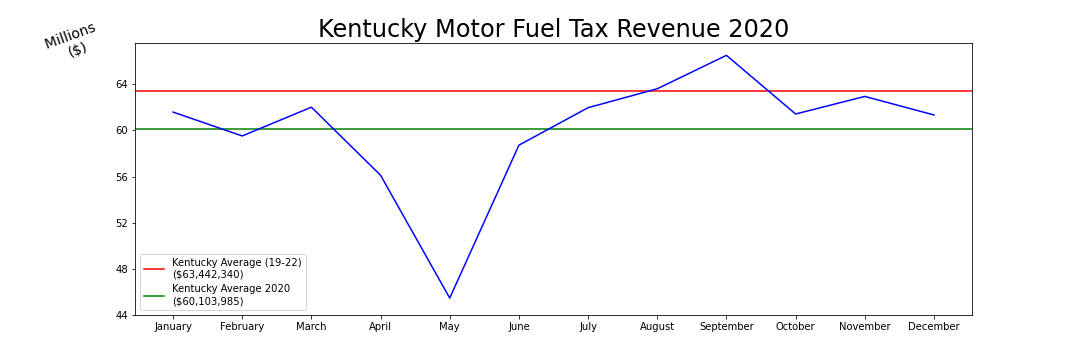 Kentucky Motor Fuel Tax Revenue 2020
Millions
($)
64
60
56
52
48
44
Kentucky Average (19-22)
($63,442,340)
Kentucky Average 2020
($60,103,985)
January
February
March
April
May
June
July
August
September
October
November
December